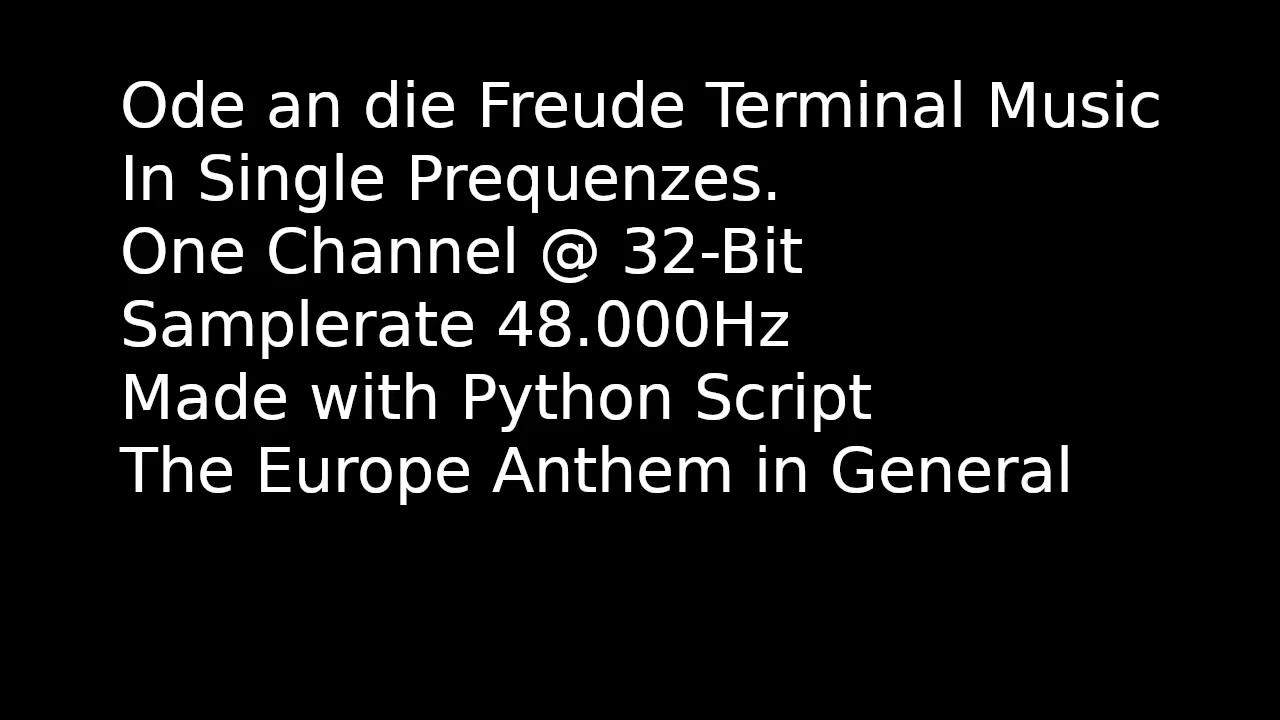 Ode an die Freude Terminal Music
In Single Prequenzes.
One Channel @ 32-Bit
Samplerate 48.000Hz
Made with Python Script
The Europe Anthem in General